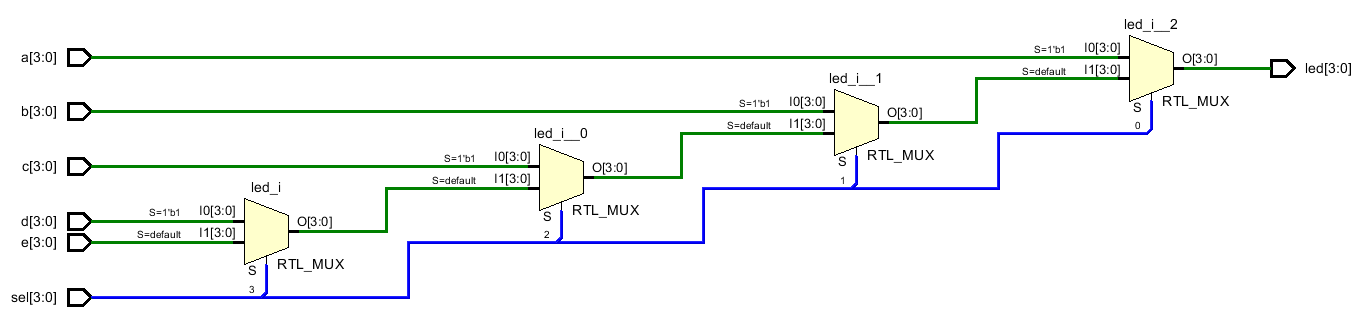 led_i__2
a[3:0]
S=1'b1
I0[3:0]
S=default
I1[3:0]
O[3:0]
led[3:0]
S
RTL_MUX
0
led_i__1
b[3:0]
S=1'b1
I0[3:0]
S=default
I1[3:0]
O[3:0]
S
RTL_MUX
1
led_i__0
c[3:0]
S=1'b1
I0[3:0]
S=default
I1[3:0]
O[3:0]
S
RTL_MUX
2
led_i
d[3:0]
S=1'b1
I0[3:0]
e[3:0]
S=default
I1[3:0]
O[3:0]
S
RTL_MUX
3
sel[3:0]